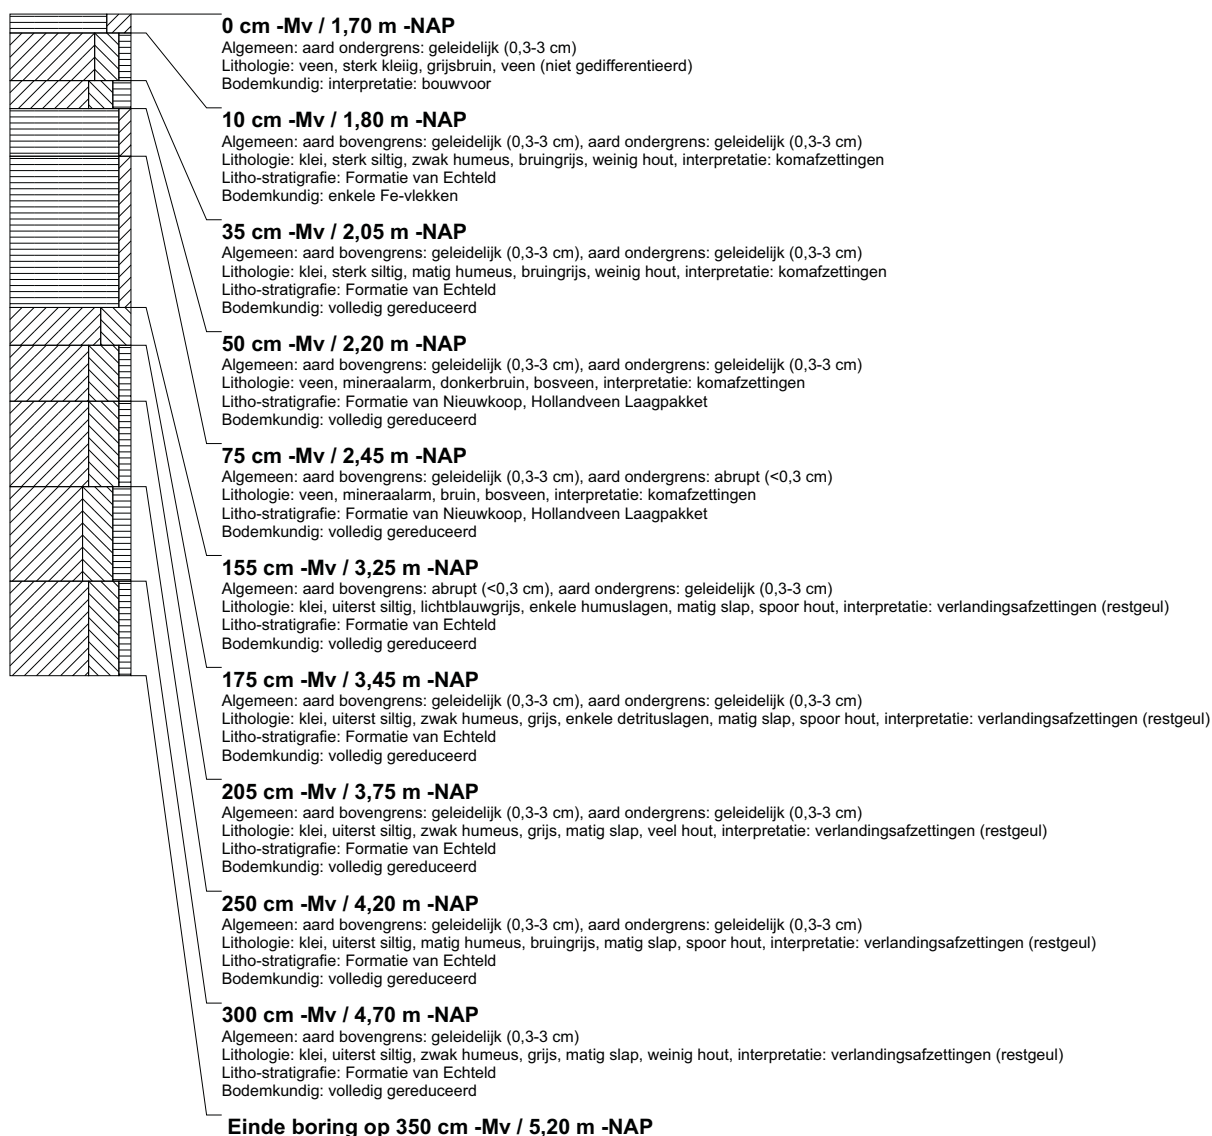 0 cm -Mv / 1,70 m -NAP
Algemeen: aard ondergrens: geleidelijk (0,3-3 cm)
Lithologie: veen, sterk kleiig, grijsbruin, veen (niet gedifferentieerd)
Bodemkundig: interpretatie: bouwvoor
10 cm -Mv / 1,80 m -NAP
Algemeen: aard bovengrens: geleidelijk (0,3-3 cm), aard ondergrens: geleidelijk (0,3-3 cm)
Lithologie: klei, sterk siltig, zwak humeus, bruingrijs, weinig hout, interpretatie: komafzettingen
Litho-stratigrafie: Formatie van Echteld
Bodemkundig: enkele Fe-vlekken
35 cm -Mv / 2,05 m -NAP
Algemeen: aard bovengrens: geleidelijk (0,3-3 cm), aard ondergrens: geleidelijk (0,3-3 cm)
Lithologie: klei, sterk siltig, matig humeus, bruingrijs, weinig hout, interpretatie: komafzettingen
Litho-stratigrafie: Formatie van Echteld
Bodemkundig: volledig gereduceerd
50 cm -Mv / 2,20 m -NAP
Algemeen: aard bovengrens: geleidelijk (0,3-3 cm), aard ondergrens: geleidelijk (0,3-3 cm)
Lithologie: veen, mineraalarm, donkerbruin, bosveen, interpretatie: komafzettingen
Litho-stratigrafie: Formatie van Nieuwkoop, Hollandveen Laagpakket
Bodemkundig: volledig gereduceerd
75 cm -Mv / 2,45 m -NAP
Algemeen: aard bovengrens: geleidelijk (0,3-3 cm), aard ondergrens: abrupt (<0,3 cm)
Lithologie: veen, mineraalarm, bruin, bosveen, interpretatie: komafzettingen
Litho-stratigrafie: Formatie van Nieuwkoop, Hollandveen Laagpakket
Bodemkundig: volledig gereduceerd
155 cm -Mv / 3,25 m -NAP
Algemeen: aard bovengrens: abrupt (<0,3 cm), aard ondergrens: geleidelijk (0,3-3 cm)
Lithologie: klei, uiterst siltig, lichtblauwgrijs, enkele humuslagen, matig slap, spoor hout, interpretatie: verlandingsafzettingen (restgeul)
Litho-stratigrafie: Formatie van Echteld
Bodemkundig: volledig gereduceerd
175 cm -Mv / 3,45 m -NAP
Algemeen: aard bovengrens: geleidelijk (0,3-3 cm), aard ondergrens: geleidelijk (0,3-3 cm)
Lithologie: klei, uiterst siltig, zwak humeus, grijs, enkele detrituslagen, matig slap, spoor hout, interpretatie: verlandingsafzettingen (restgeul)
Litho-stratigrafie: Formatie van Echteld
Bodemkundig: volledig gereduceerd
205 cm -Mv / 3,75 m -NAP
Algemeen: aard bovengrens: geleidelijk (0,3-3 cm), aard ondergrens: geleidelijk (0,3-3 cm)
Lithologie: klei, uiterst siltig, zwak humeus, grijs, matig slap, veel hout, interpretatie: verlandingsafzettingen (restgeul)
Litho-stratigrafie: Formatie van Echteld
Bodemkundig: volledig gereduceerd
250 cm -Mv / 4,20 m -NAP
Algemeen: aard bovengrens: geleidelijk (0,3-3 cm), aard ondergrens: geleidelijk (0,3-3 cm)
Lithologie: klei, uiterst siltig, matig humeus, bruingrijs, matig slap, spoor hout, interpretatie: verlandingsafzettingen (restgeul)
Litho-stratigrafie: Formatie van Echteld
Bodemkundig: volledig gereduceerd
300 cm -Mv / 4,70 m -NAP
Algemeen: aard bovengrens: geleidelijk (0,3-3 cm)
Lithologie: klei, uiterst siltig, zwak humeus, grijs, matig slap, weinig hout, interpretatie: verlandingsafzettingen (restgeul)
Litho-stratigrafie: Formatie van Echteld
Bodemkundig: volledig gereduceerd
Einde boring op 350 cm -Mv / 5,20 m -NAP